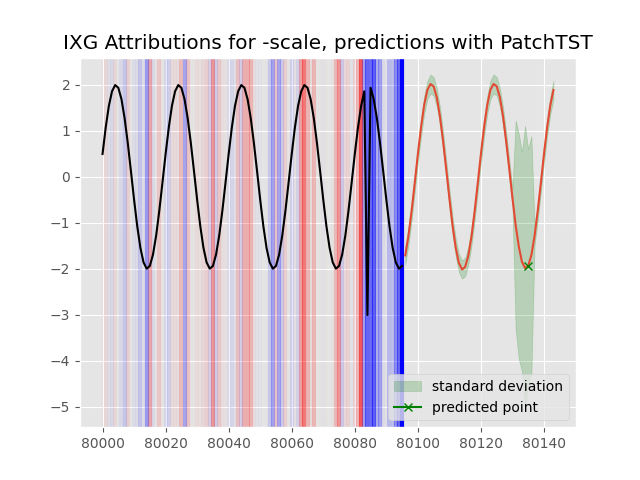 IXG Attributions for -scale, predictions with PatchTST
2
1
0
−1
−2
−3
−4
−5
standard deviation
predicted point
80000 80020 80040 80060 80080 80100 80120 80140